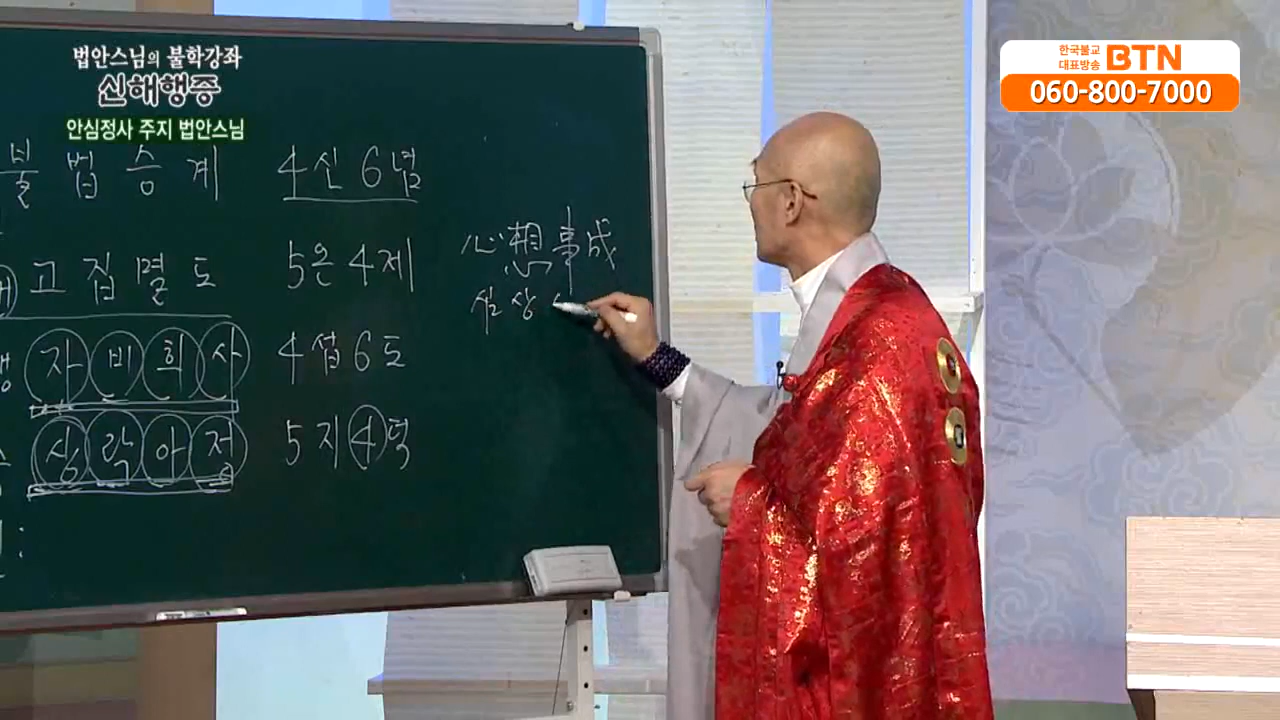 법안스님의 불학강좌
신해행증
안심정사 주지 법안스님
한국불교
대표방송 BTN
060-800-7000
불 법 승 계 4신6념
고 집 멸 도 5온4제
자 비 희 사 4섭6도
상 락 아 정 5지4덕
心想事成
심상